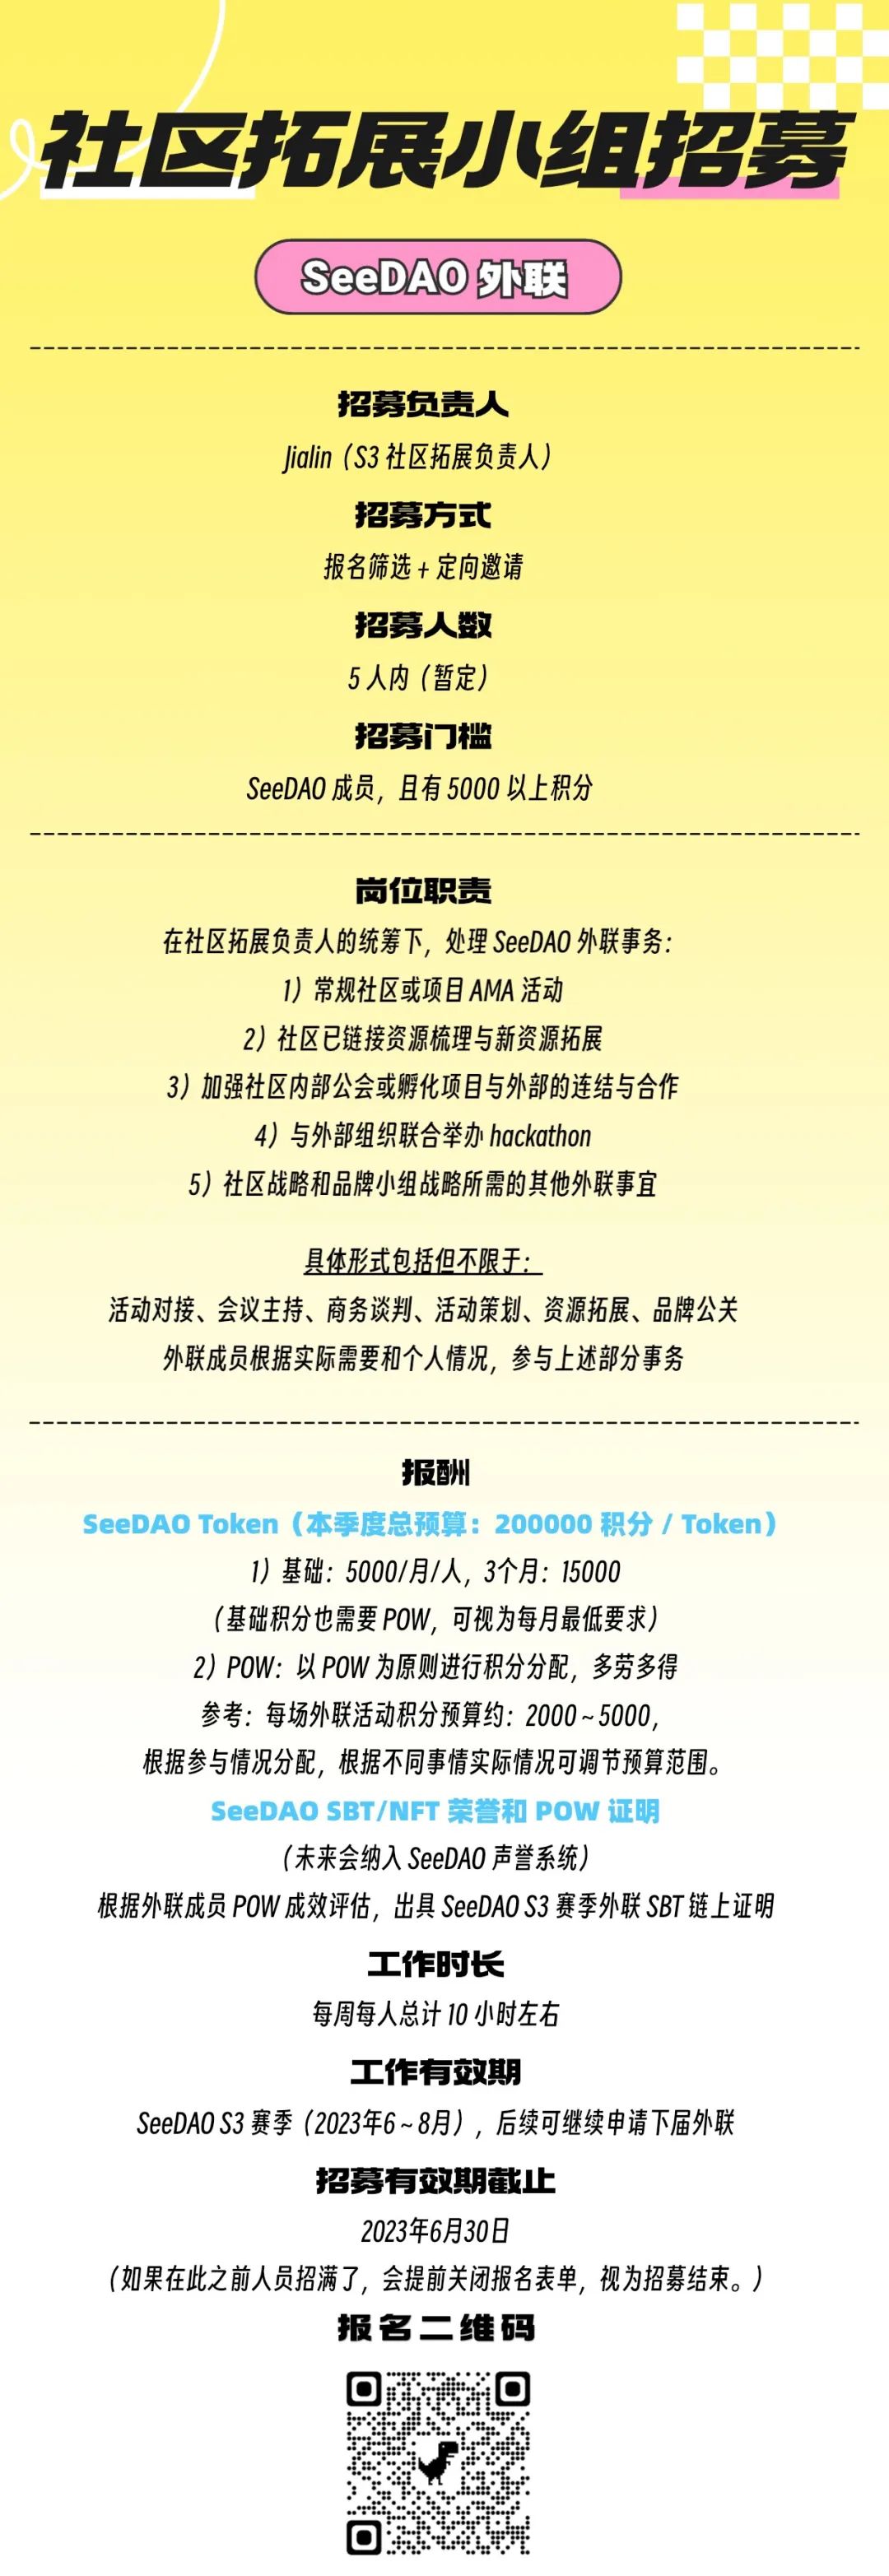 社区拓展小组招募
SeeDAO 外联
招募负责人
Jialin（S3 社区拓展负责人）
招募方式
报名筛选 + 定向邀请
招募人数
5 人内（暂定）
招募门槛
SeeDAO 成员，且有 5000 以上积分
岗位职责
在社区拓展负责人的统筹下，处理 SeeDAO 外联事务：
1）常规社区或项目 AMA 活动
2）社区已链接资源梳理与新资源拓展
3）加强社区内部公会或孵化项目与外部的连结与合作
4）与外部组织联合举办 hackathon
5）社区战略和品牌小组战略所需的其他外联事宜
具体形式包括但不限于：
活动对接、会议主持、商务谈判、活动策划、资源拓展、品牌公关
外联成员根据实际需要和个人情况，参与上述部分事务
报酬
SeeDAO Token（本季度总预算：200000 积分 / Token）
1）基础：5000/月/人，3个月：15000
（基础积分也需要 POW，可视为每月最低要求）
2）POW：以 POW 为原则进行积分分配，多劳多得
参考：每场外联活动积分预算约：2000~5000，
根据参与情况分配，根据不同事情实际情况可调节预算范围。
SeeDAO SBT/NFT 荣誉和 POW 证明
（未来会纳入 SeeDAO 声誉系统）
根据外联成员 POW 成效评估，出具 SeeDAO S3 赛季外联 SBT 链上证明
工作时长
每周每人总计 10 小时左右
工作有效期
SeeDAO S3 赛季（2023年6~8月），后续可继续申请下届外联
招募有效期截止
2023年6月30日
（如果在此之前人员招满了，会提前关闭报名表单，视为招募结束。）
报名二维码